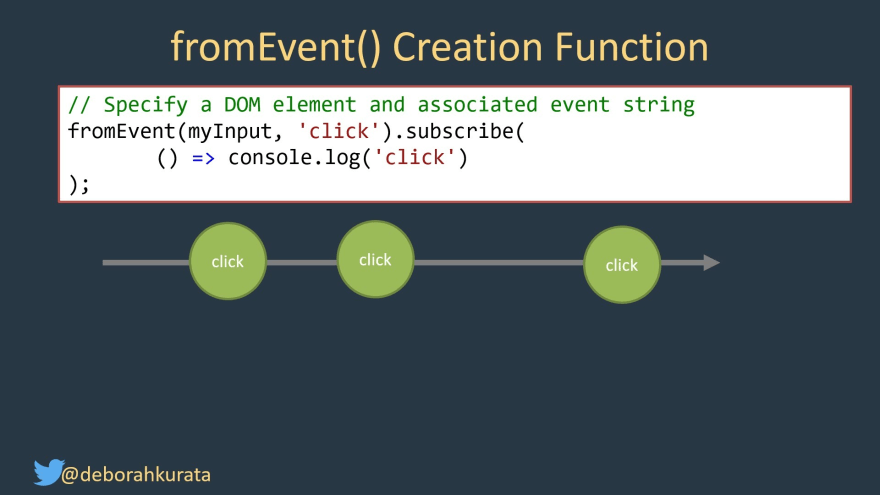 fromEvent() Creation Function
// Specify a DOM element and associated event string
fromEvent(myInput, 'click').subscribe(
() => console.log('click')
);
click
click
click
@deborahkurata